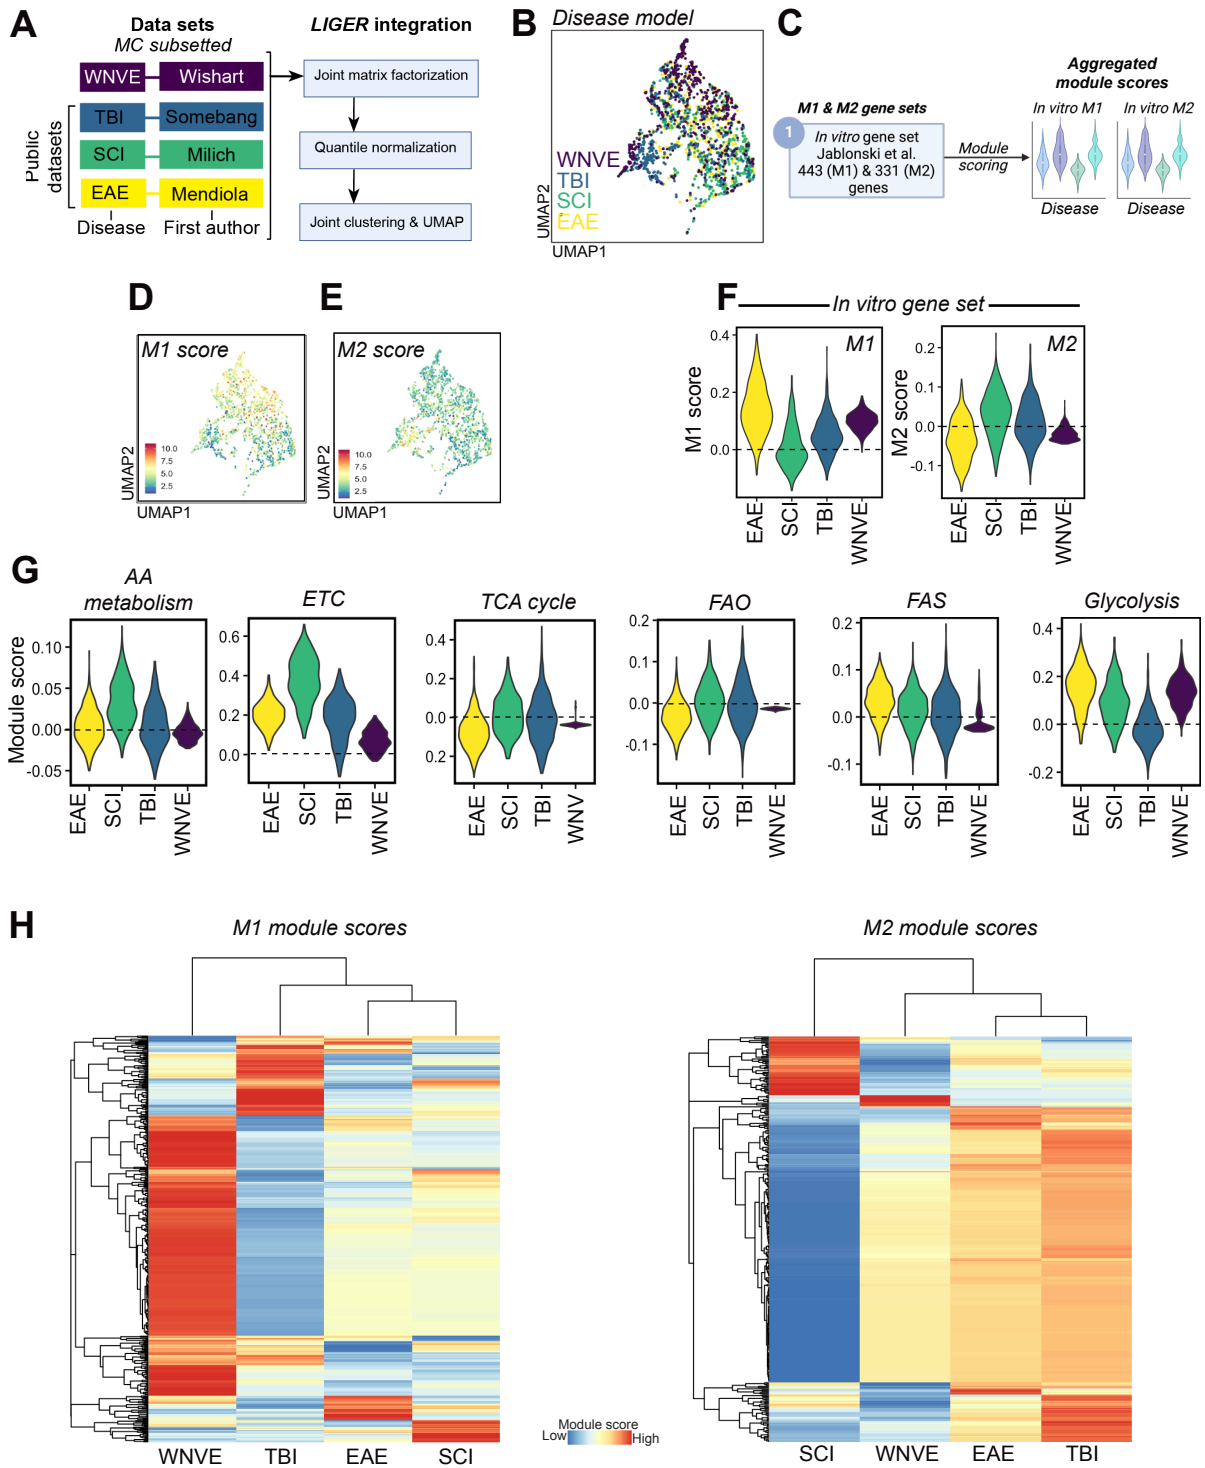 A
Data sets
MC subsetted
WNVE
Wishart
TBI
Somebang
SCI
Milich
EAE
Mendiola
Public
datasets
Disease
First author
LIGER integration
Joint matrix factorization
Quantile normalization
Joint clustering & UMAP
B
Disease model
WNVE
TBI
SCI
EAE
UMAP2
UMAP1
C
M1 & M2 gene sets
1
In vitro gene set
Jablonski et al.
443 (M1) & 331 (M2)
genes
Module
scoring
Aggregated
module scores
In vitro M1
In vitro M2
Disease
Disease
D
M1 score
10.0
7.5
5.0
2.5
UMAP2
UMAP1
E
M2 score
10.0
7.5
5.0
2.5
UMAP2
UMAP1
F
In vitro gene set
M1
M1 score
0.4
0.2
0.0
EAE
SCI
TBI
WNVE
M2
M2 score
0.2
0.1
0.0
-0.1
EAE
SCI
TBI
WNVE
G
Module score
AA
metabolism
0.10
0.05
0.00
-0.05
EAE
SCI
TBI
WNVE
ETC
0.6
0.4
0.2
0.0
EAE
SCI
TBI
WNVE
TCA cycle
0.4
0.2
0.0
0.2
EAE
SCI
TBI
WNV
FAO
0.2
0.1
0.0
-0.1
EAE
SCI
TBI
WNVE
FAS
0.2
0.1
0.0
-0.1
EAE
SCI
TBI
WNVE
Glycolysis
0.4
0.2
0.0
-0.2
EAE
SCI
TBI
WNVE
H
M1 module scores
WNVE
TBI
EAE
SCI
Module score
Low
High
M2 module scores
SCI
WNVE
EAE
TBI